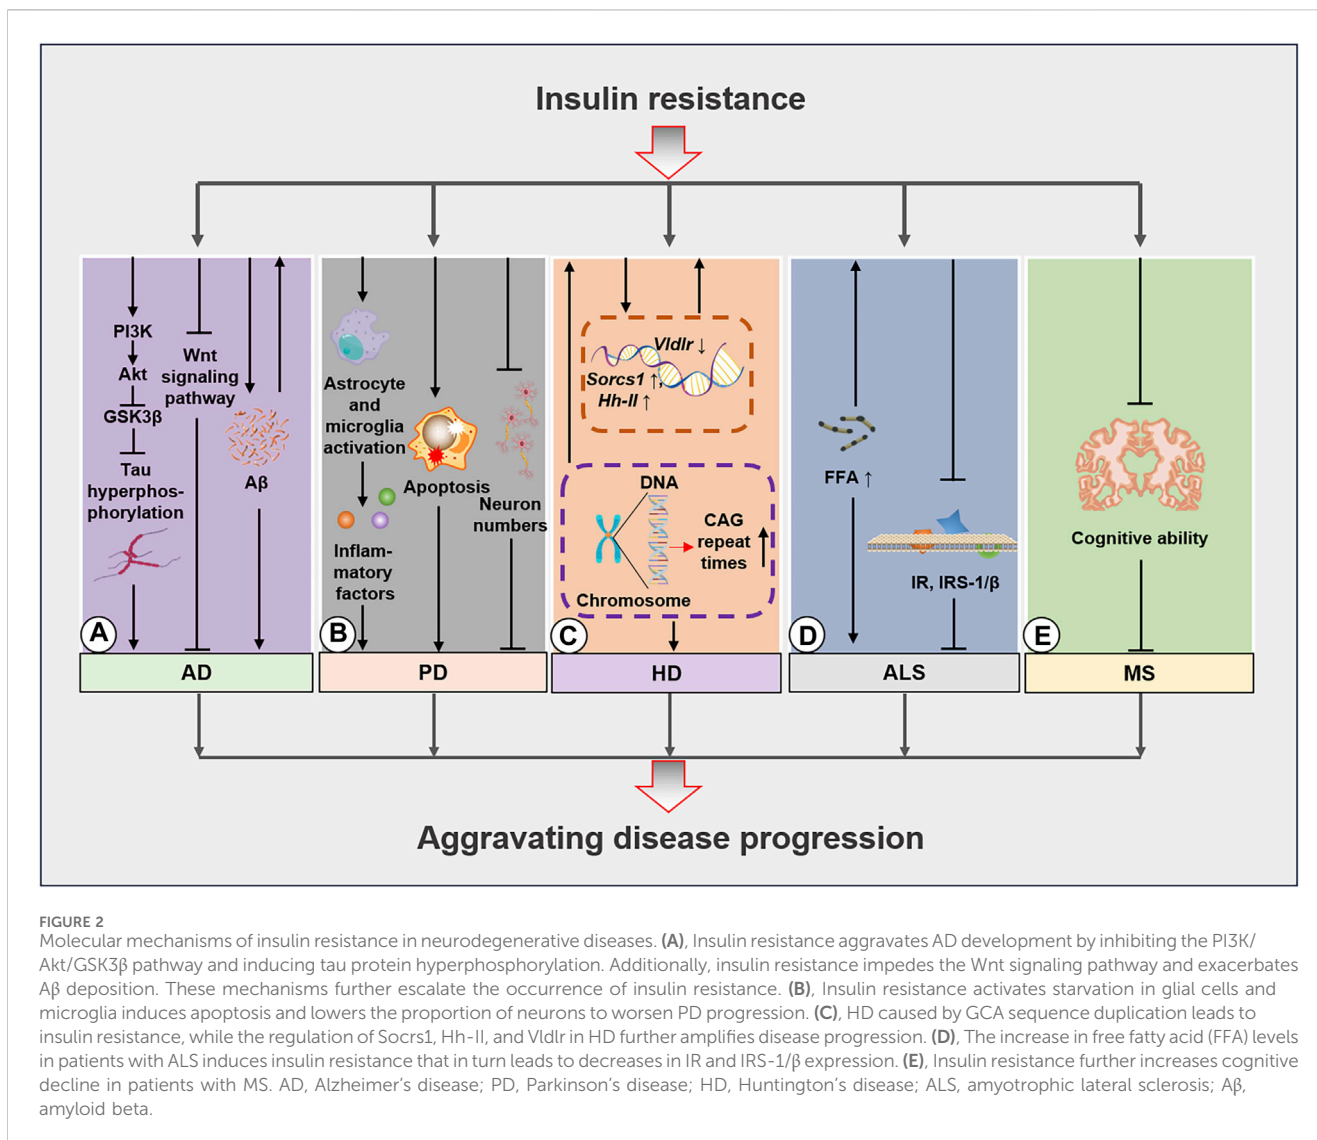 Insulin resistance
PI3K
Akt
GSK3β
Tau
hyperphos-
phorylation
Wnt
signaling
pathway
Aβ
A
AD
Astrocyte
and
microglia
activation
Inflam-
matory
factors
Apoptosis
Neuron
numbers
B
PD
Vldlr ↓
Sorcs1 ↑,
Hh-II ↑
DNA
CAG
repeat
times
Chromosome
C
HD
FFA ↑
IR, IRS-1/β
D
ALS
Cognitive ability
E
MS
Aggravating disease progression
FIGURE 2
Molecular mechanisms of insulin resistance in neurodegenerative diseases. (A), Insulin resistance aggravates AD development by inhibiting the PI3K/
Akt/GSK3β pathway and inducing tau protein hyperphosphorylation. Additionally, insulin resistance impedes the Wnt signaling pathway and exacerbates
Aβ deposition. These mechanisms further escalate the occurrence of insulin resistance. (B), Insulin resistance activates starvation in glial cells and
microglia induces apoptosis and lowers the proportion of neurons to worsen PD progression. (C), HD caused by GCA sequence duplication leads to
insulin resistance, while the regulation of Socrs1, Hh-II, and Vldlr in HD further amplifies disease progression. (D), The increase in free fatty acid (FFA) levels
in patients with ALS induces insulin resistance that in turn leads to decreases in IR and IRS-1/β expression. (E), Insulin resistance further increases cognitive
decline in patients with MS. AD, Alzheimer's disease; PD, Parkinson's disease; HD, Huntington's disease; ALS, amyotrophic lateral sclerosis; Aβ,
amyloid beta.